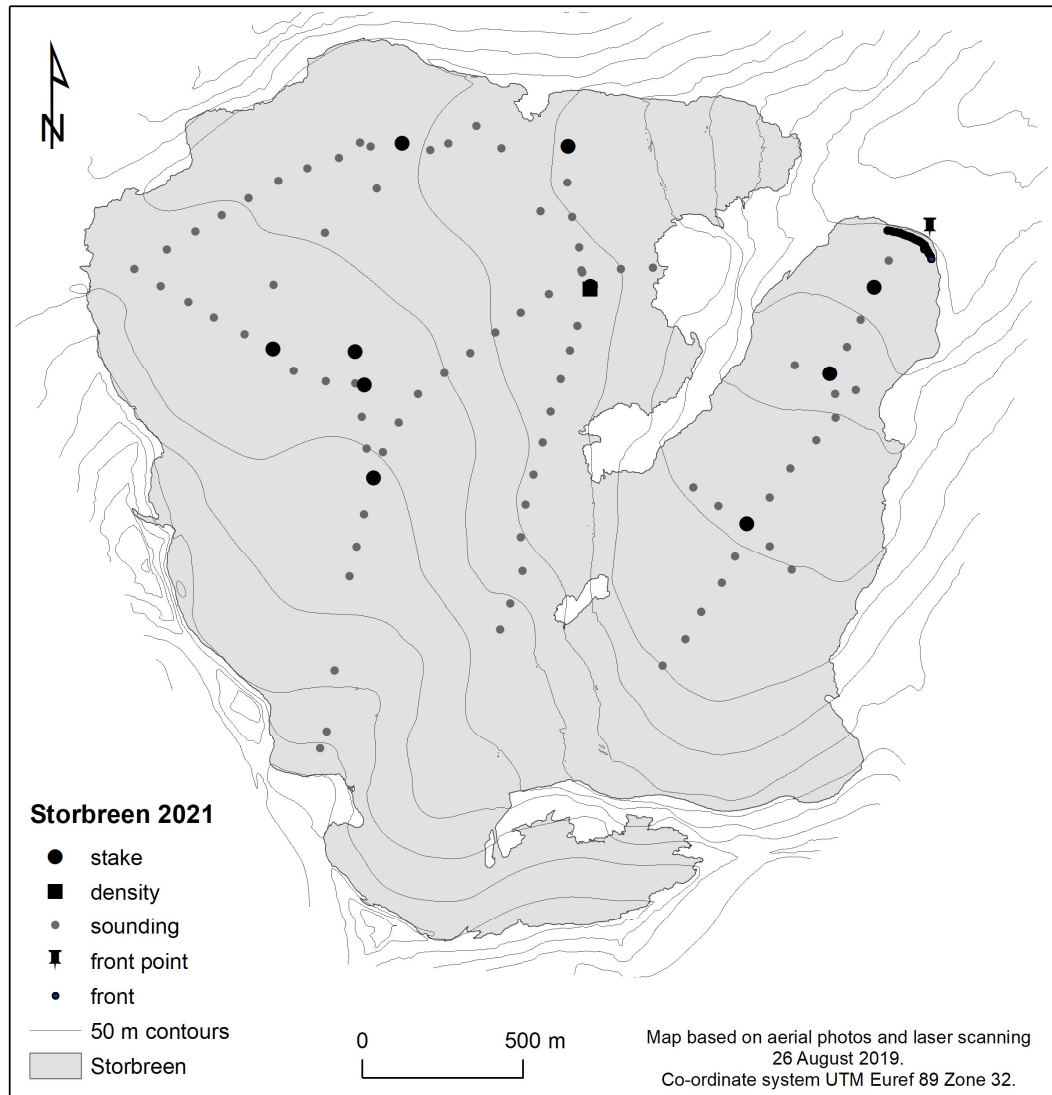 N
Storbreen 2021
stake
density
sounding
front point
front
50 m contours
Storbreen
0 500 m
Map based on aerial photos and laser scanning
26 August 2019.
Co-ordinate system UTM Euref 89 Zone 32.